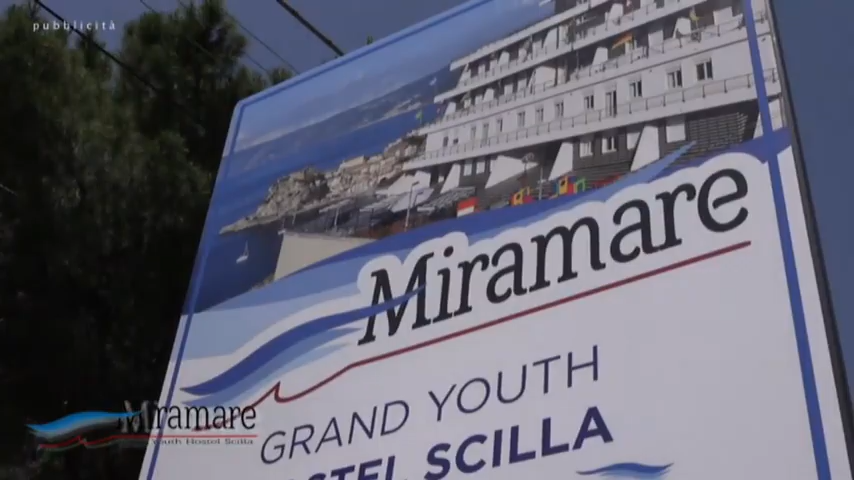 pubblicità
Miramare
GRAND YOUTH
HOSTEL SCILLA
Miramare
Youth Hostel Scilla